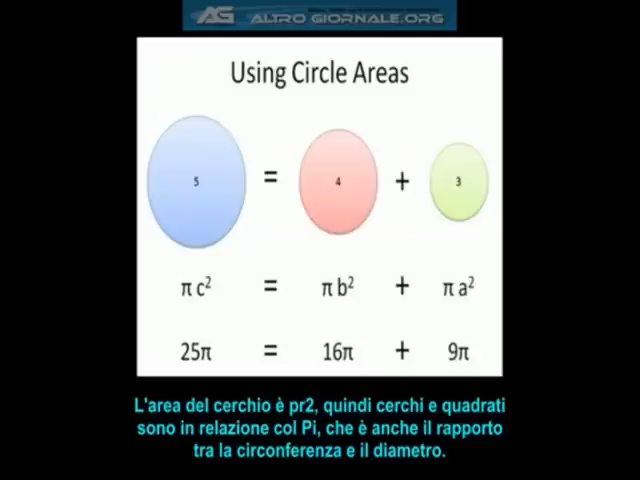 AG ALTRO GIORNALE.ORG
Using Circle Areas
5 = 4 + 3
π c² = π b² + π a²
25π = 16π + 9π
L'area del cerchio è pr2, quindi cerchi e quadrati
sono in relazione col Pi, che è anche il rapporto
tra la circonferenza e il diametro.